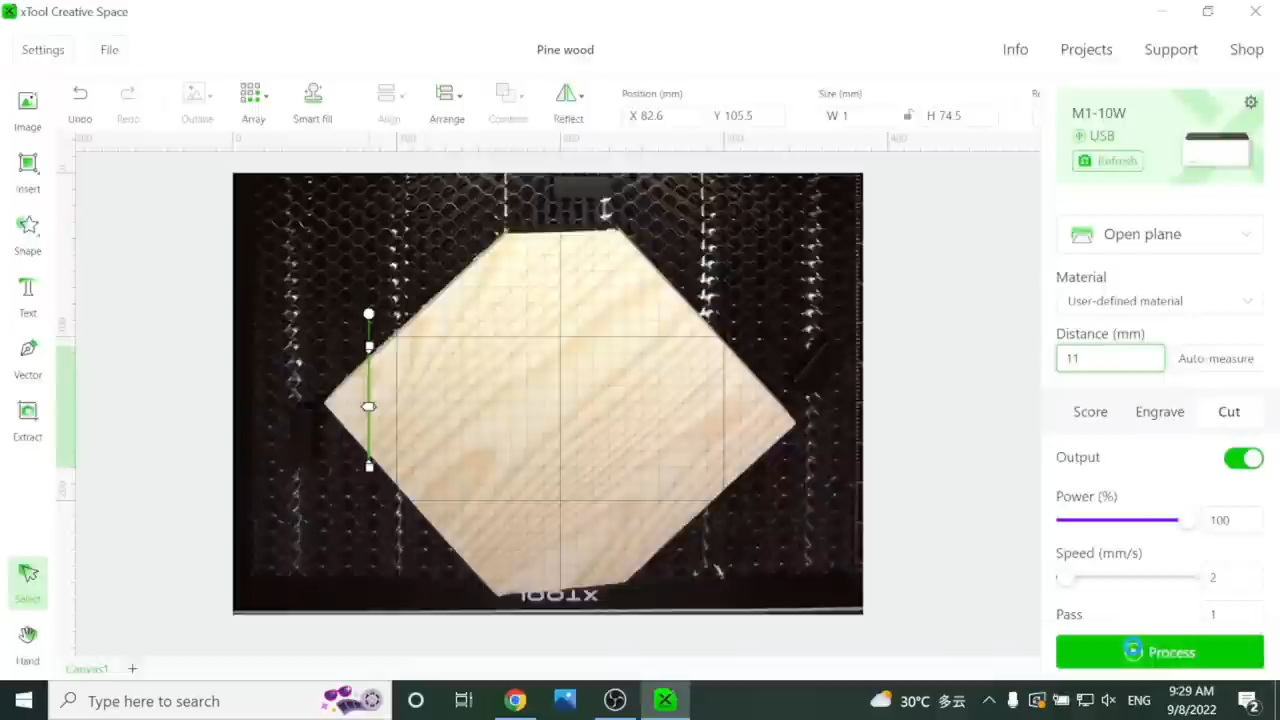 xTool Creative Space
Settings File Pine wood Info Projects Support Shop
Image Undo Redo Outline Array Smart fill Align Arrange Combine Reflect
Position (mm) Size (mm)
X 82.6 Y 105.5 W 1 H 74.5
Insert
Shape
Text
Vector
Extract
Select
Hand
0 400
M1-10W
USB
Refresh
Open plane
Material
User-defined material
Distance (mm)
11 Auto-measure
Score Engrave Cut
Output
Power (%)
100
Speed (mm/s)
2
Pass 1
Process
XTOOL
Canvas1 +
Type here to search
30°C 多云 ENG 9:29 AM
9/8/2022 2